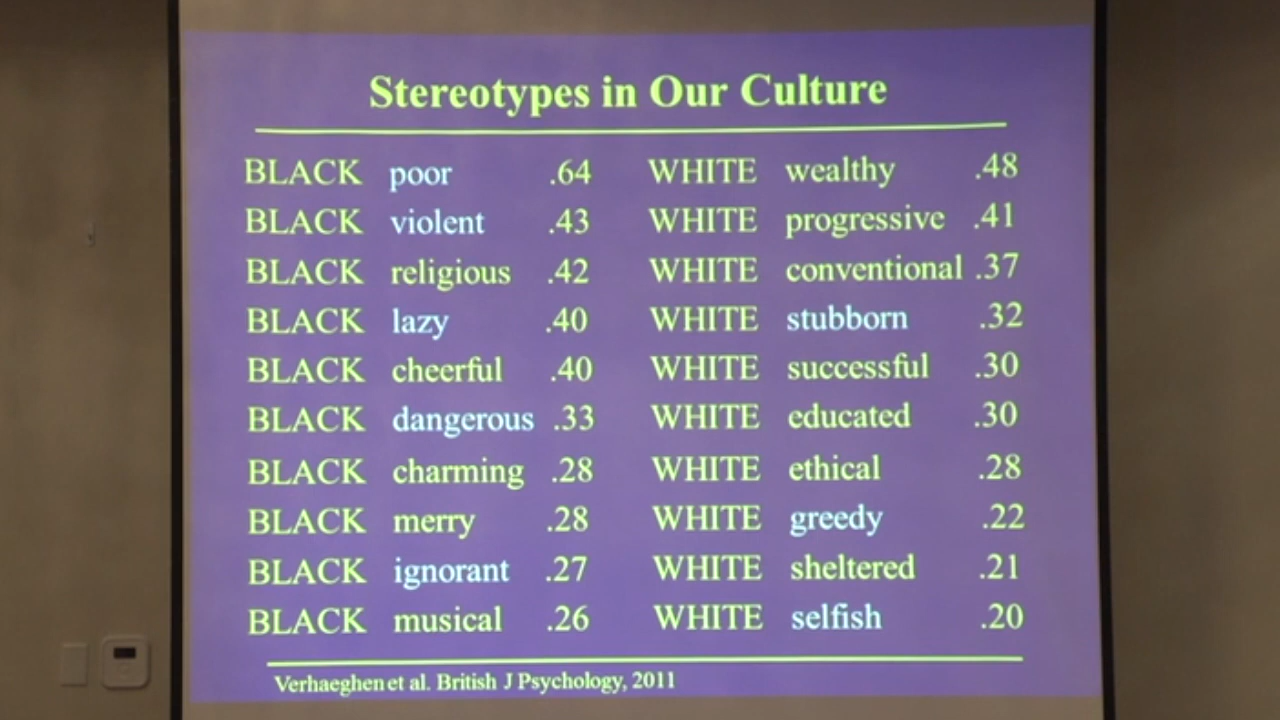 Stereotypes in Our Culture
BLACK poor .64 WHITE wealthy .48
BLACK violent .43 WHITE progressive .41
BLACK religious .42 WHITE conventional .37
BLACK lazy .40 WHITE stubborn .32
BLACK cheerful .40 WHITE successful .30
BLACK dangerous .33 WHITE educated .30
BLACK charming .28 WHITE ethical .28
BLACK merry .28 WHITE greedy .22
BLACK ignorant .27 WHITE sheltered .21
BLACK musical .26 WHITE selfish .20
Verhaeghen et al. British J Psychology, 2011